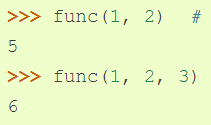 >>> func(1, 2)  #
5
>>> func(1, 2, 3)
6